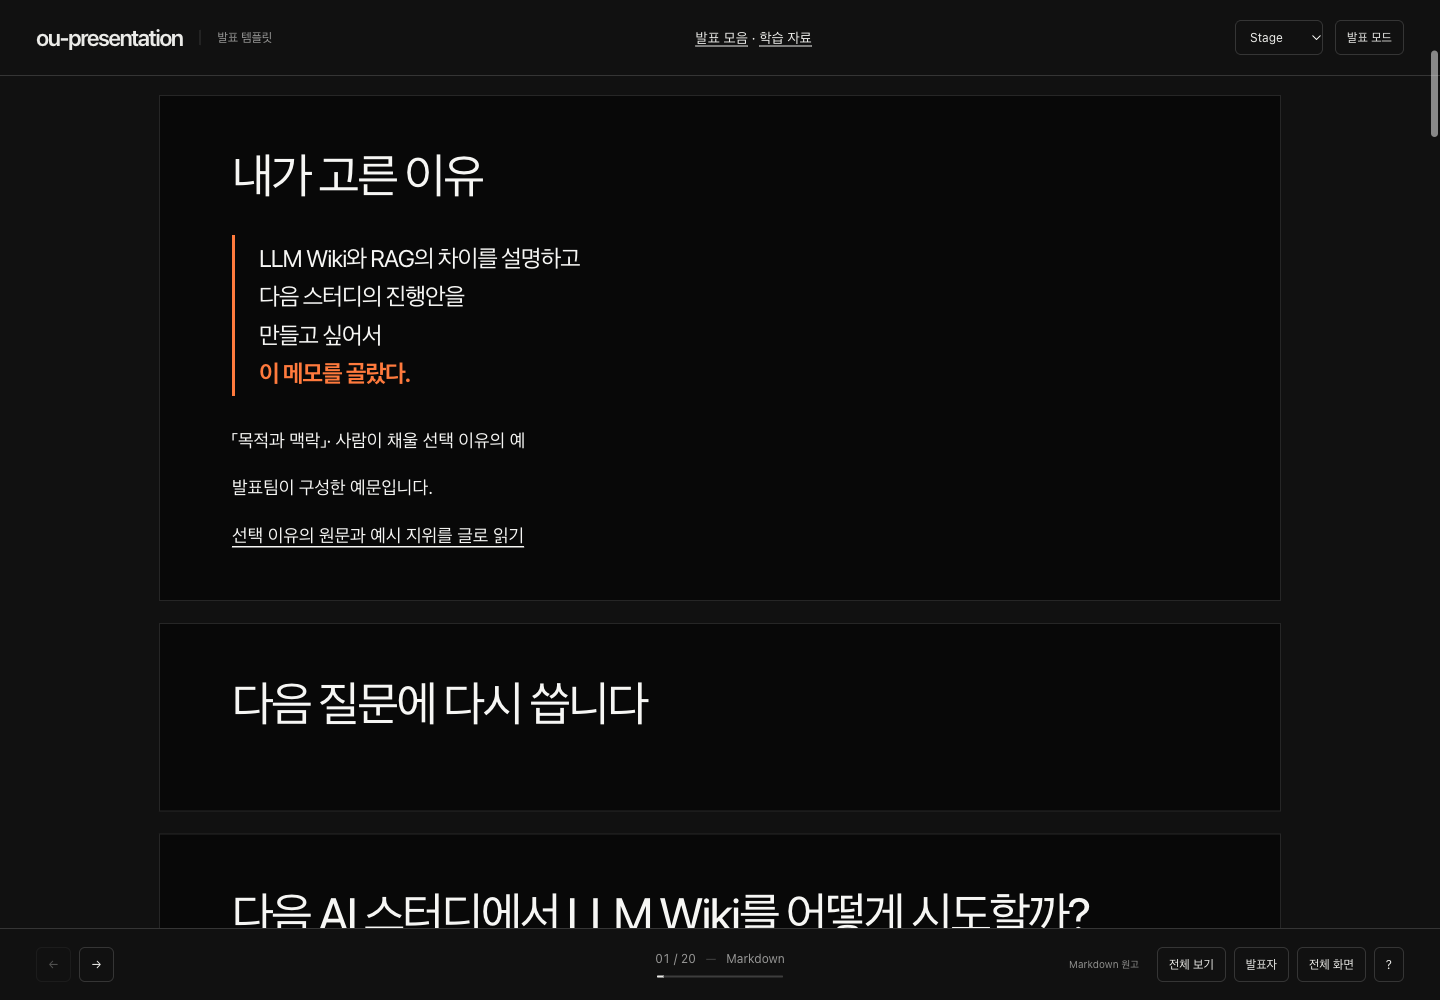 ou-presentation
발표 템플릿
발표 모음 · 학습 자료
Stage
발표 모드
내가 고른 이유
LLM Wiki와 RAG의 차이를 설명하고
다음 스터디의 진행안을
만들고 싶어서
이 메모를 골랐다.
「목적과 맥락」· 사람이 채울 선택 이유의 예
발표팀이 구성한 예문입니다.
선택 이유의 원문과 예시 지위를 글로 읽기
다음 질문에 다시 씁니다
다음 AI 스터디에서 LLM Wiki를 어떻게 시도할까?
←
→
01 / 20 — Markdown
Markdown 원고
전체 보기
발표자
전체 화면
?